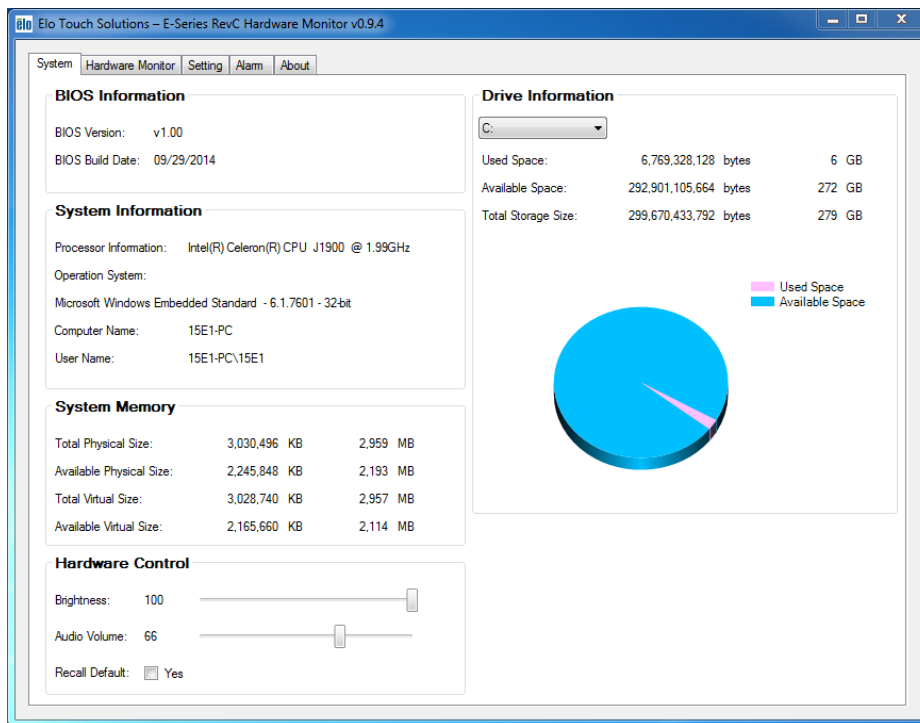 elo Elo Touch Solutions – E-Series RevC Hardware Monitor v0.9.4
System Hardware Monitor Setting Alarm About
BIOS Information
BIOS Version: v1.00
BIOS Build Date: 09/29/2014
System Information
Processor Information: Intel(R) Celeron(R) CPU J1900 @ 1.99GHz
Operation System:
Microsoft Windows Embedded Standard - 6.1.7601 - 32-bit
Computer Name: 15E1-PC
User Name: 15E1-PC\15E1
System Memory
Total Physical Size: 3,030,496 KB 2,959 MB
Available Physical Size: 2,245,848 KB 2,193 MB
Total Virtual Size: 3,028,740 KB 2,957 MB
Available Virtual Size: 2,165,660 KB 2,114 MB
Hardware Control
Brightness: 100
Audio Volume: 66
Recall Default: Yes
Drive Information
C:
Used Space: 6,769,328,128 bytes 6 GB
Available Space: 292,901,105,664 bytes 272 GB
Total Storage Size: 299,670,433,792 bytes 279 GB
Used Space
Available Space